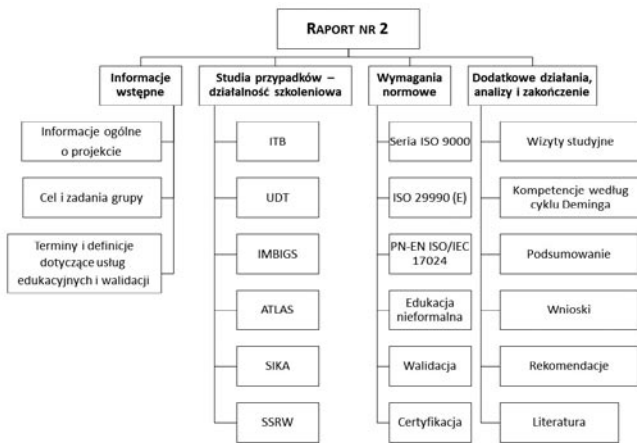 RAPORT NR 2
Informacje
wstępne
Informacje ogólne
o projekcie
Cel i zadania grupy
Terminy i definicje
dotyczące usług
edukacyjnych i walidacji
Studia przypadków –
działalność szkoleniowa
ITB
UDT
IMBIGS
ATLAS
SIKA
SSRW
Wymagania
normowe
Seria ISO 9000
ISO 29990 (E)
PN-EN ISO/IEC
17024
Edukacja
nieformalna
Walidacja
Certyfikacja
Dodatkowe działania,
analizy i zakończenie
Wizyty studyjne
Kompetencje według
cyklu Deminga
Podsumowanie
Wnioski
Rekomendacje
Literatura